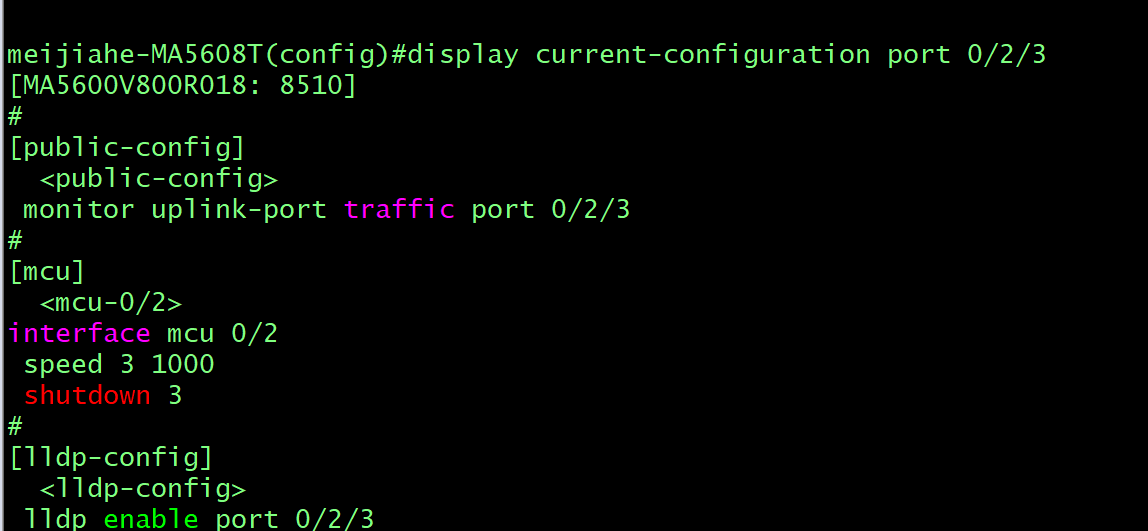 meijiahe-MA5608T(config)#display current-configuration port 0/2/3
[MA5600V800R018: 8510]
#
[public-config]
<public-config>
monitor uplink-port traffic port 0/2/3
#
[mcu]
<mcu-0/2>
interface mcu 0/2
speed 3 1000
shutdown 3
#
[lldp-config]
<lldp-config>
lldp enable port 0/2/3